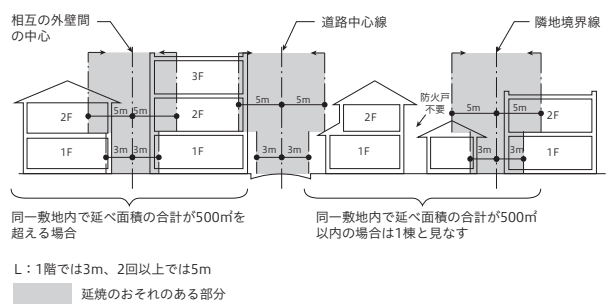 相互の外壁間
の中心
道路中心線
隣地境界線
防火戸
不要
3F
5m
5m
5m
5m
5m
5m
2F
2F
2F
2F
3m
3m
3m
3m
3m
3m
1F
1F
1F
1F
同一敷地内で延べ面積の合計が500㎡を
超える場合
同一敷地内で延べ面積の合計が500㎡
以内の場合は1棟と見なす
L：1階では3m、2回以上では5m
延焼のおそれのある部分